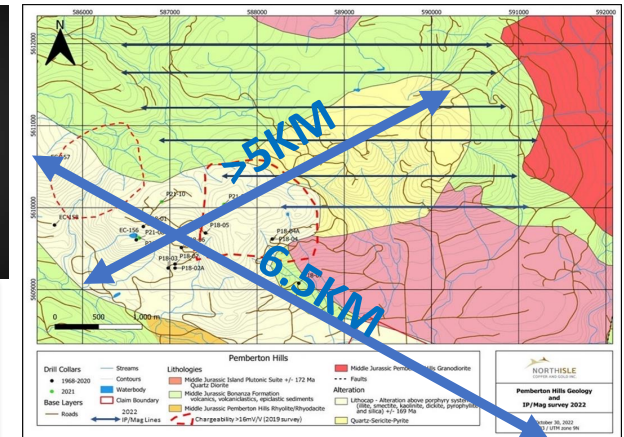 586000 587000 589000 590000 591000 592000
N
5612000
5611000
5610000
5609000
>5KM
6.5KM
P21-10
EC-156
P18-05
P18-04A
P18-04
P18-03
P18-02A
0 500 1,000 m
Pemberton Hills
Drill Collars
1968-2020
2021
Base Layers
Roads
Streams
Contours
Waterbody
Claim Boundary
2022
IP/Mag Lines
Lithologies
Middle Jurassic Island Plutonic Suite +/- 172 Ma
Quartz Diorite
Middle Jurassic Bonanza Formation
volcanics, volcaniclastics, epiclastic sediments
Middle Jurassic Pemberton Hills Rhyolite/Rhyodacite
Chargeability >16mV/V (2019 survey)
Middle Jurassic Hills Granodiorite
Faults
Alteration
Lithocap - Alteration above porphyry
(illite, smectite, kaolinite, dickite,
and silica) +/- 169 Ma
Quartz-Sericite-Pyrite
NORTHISLE
COPPER AND GOLD INC.
Pemberton Hills Geology
and
IP/Mag survey 2022
October 30, 2022
/ UTM zone 9N